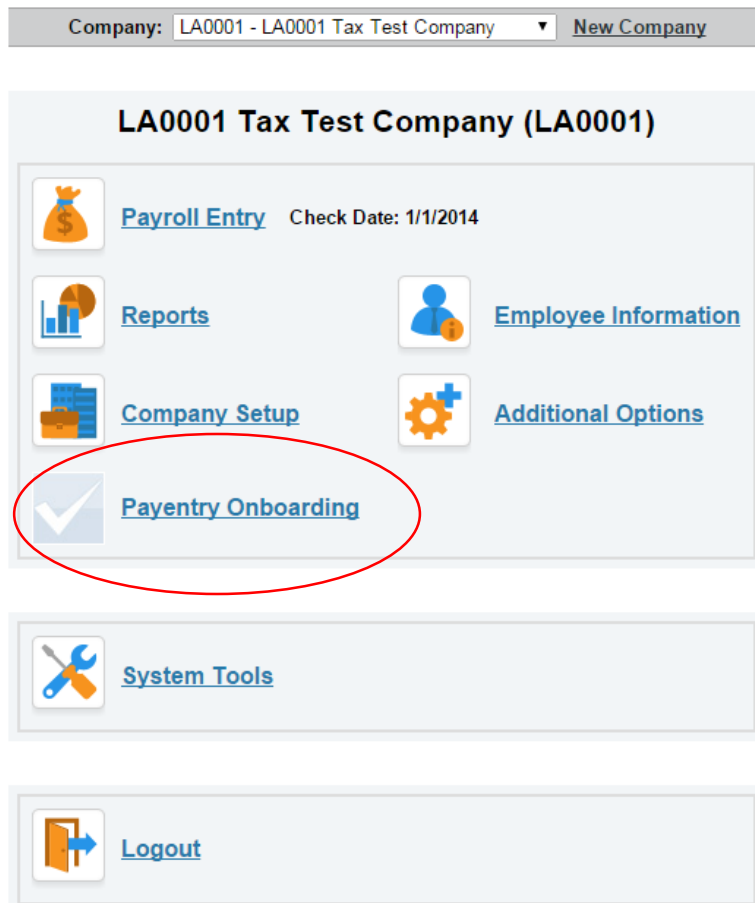 Company: LA0001 - LA0001 Tax Test Company New Company
LA0001 Tax Test Company (LA0001)
$
Payroll Entry Check Date: 1/1/2014
Reports Employee Information
Company Setup Additional Options
Payentry Onboarding
System Tools
Logout